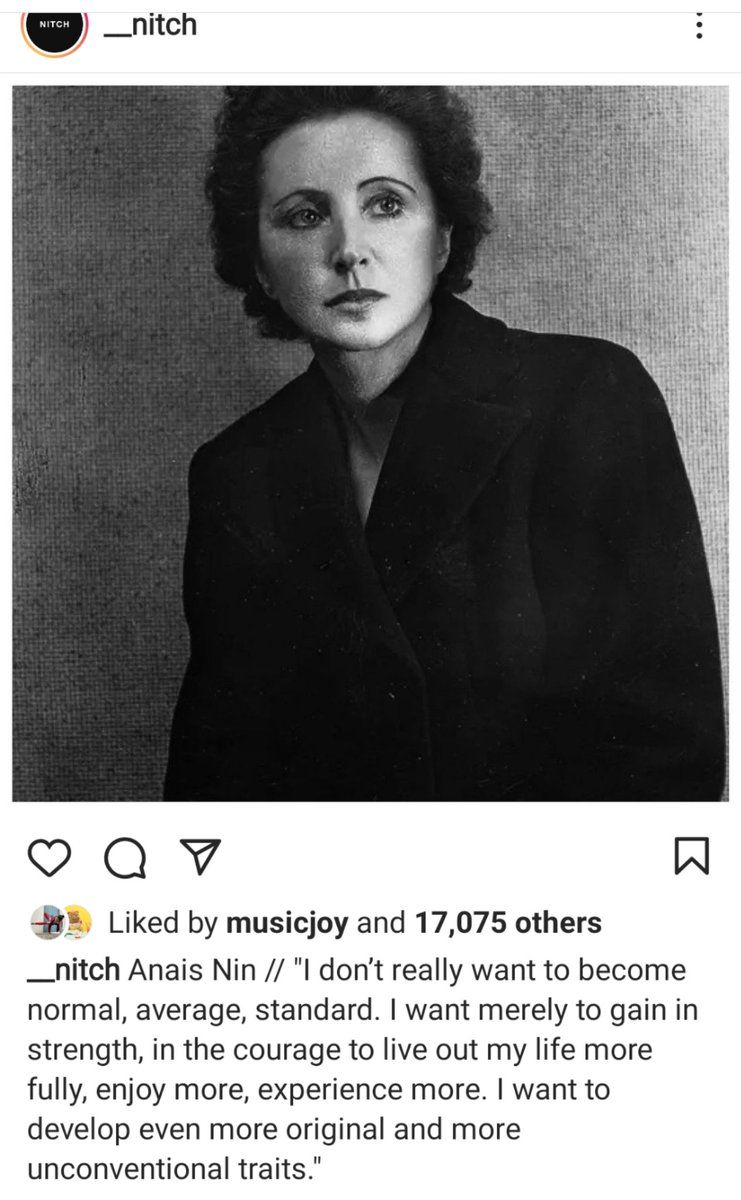 NITCH
__nitch
Liked by musicjoy and 17,075 others
__nitch Anais Nin // "I don’t really want to become
normal, average, standard. I want merely to gain in
strength, in the courage to live out my life more
fully, enjoy more, experience more. I want to
develop even more original and more
unconventional traits."